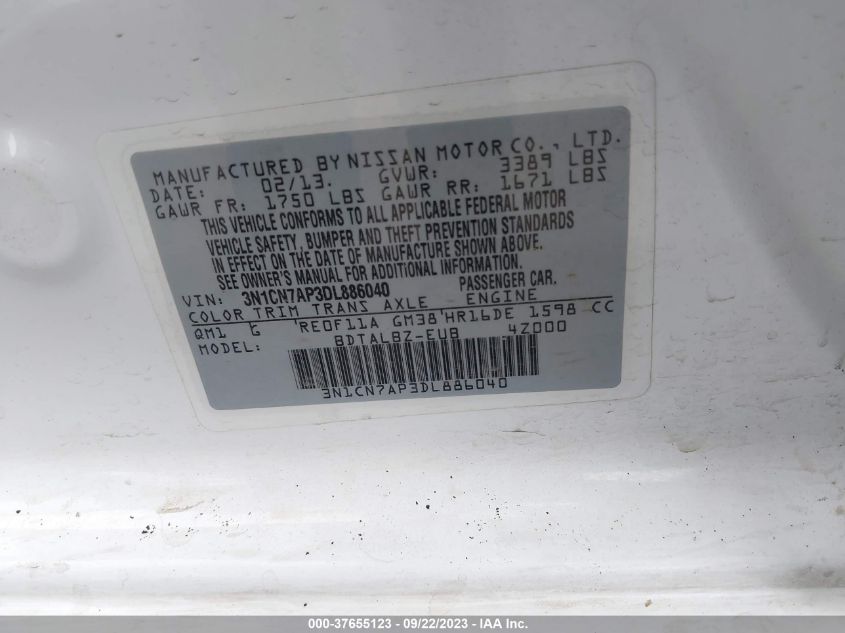 MANUFACTURED BY NISSAN MOTOR CO., LTD.
DATE: 02/13. GVWR: 3389 LBS
GAWR FR: 1750 LBS GAWR RR: 1671 LBS
THIS VEHICLE CONFORMS TO ALL APPLICABLE FEDERAL MOTOR
VEHICLE SAFETY, BUMPER AND THEFT PREVENTION STANDARDS
IN EFFECT ON THE DATE OF MANUFACTURE SHOWN ABOVE.
SEE OWNER'S MANUAL FOR ADDITIONAL INFORMATION.
VIN: 3N1CN7AP3DL886040 PASSENGER CAR.
COLOR TRIM TRANS AXLE ENGINE
QM1 G 'RE0F11A GM38'HR16DE 1598 CC
MODEL: BDTALBZ-EUB 4Z000
3N1CN7AP3DL886040
000-37655123 - 09/22/2023 - IAA Inc.